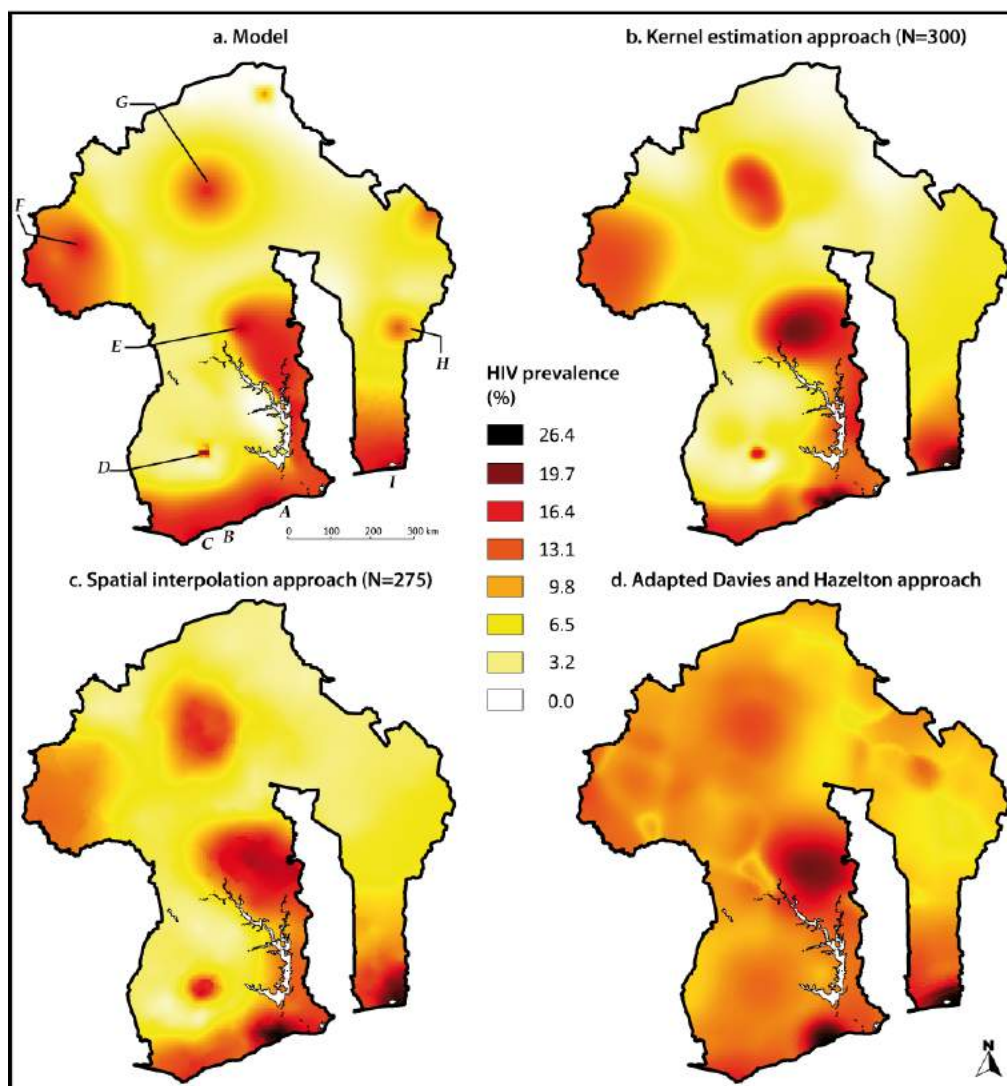 a. Model
b. Kernel estimation approach (N=300)
G
F
E
H
D
I
A
B
C
0 100 200 300 km
HIV prevalence
(%)
26.4
19.7
16.4
13.1
9.8
6.5
3.2
0.0
c. Spatial interpolation approach (N=275)
d. Adapted Davies and Hazelton approach
N